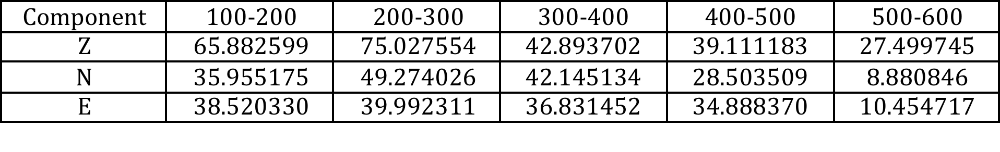 Component 100-200 200-300 300-400 400-500 500-600
Z 65.882599 75.027554 42.893702 39.111183 27.499745
N 35.955175 49.274026 42.145134 28.503509 8.880846
E 38.520330 39.992311 36.831452 34.888370 10.454717